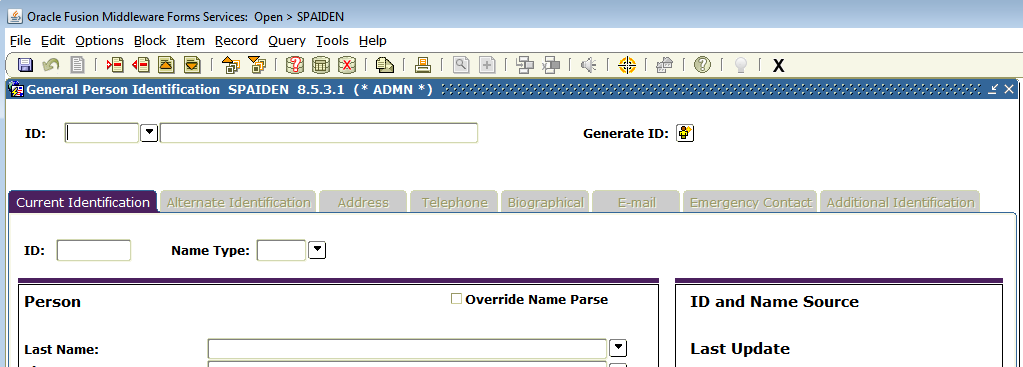 Oracle Fusion Middleware Forms Services: Open > SPAIDEN
File Edit Options Block Item Record Query Tools Help
X
General Person Identification SPAIDEN 8.5.3.1 (* ADMN *)
ID: Generate ID:
Current Identification Alternate Identification Address Telephone Biographical E-mail Emergency Contact Additional Identification
ID: Name Type:
Person Override Name Parse ID and Name Source
Last Name: Last Update